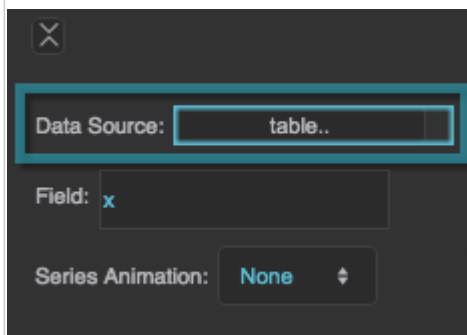 Data Source: table..
Field: x
Series Animation: None